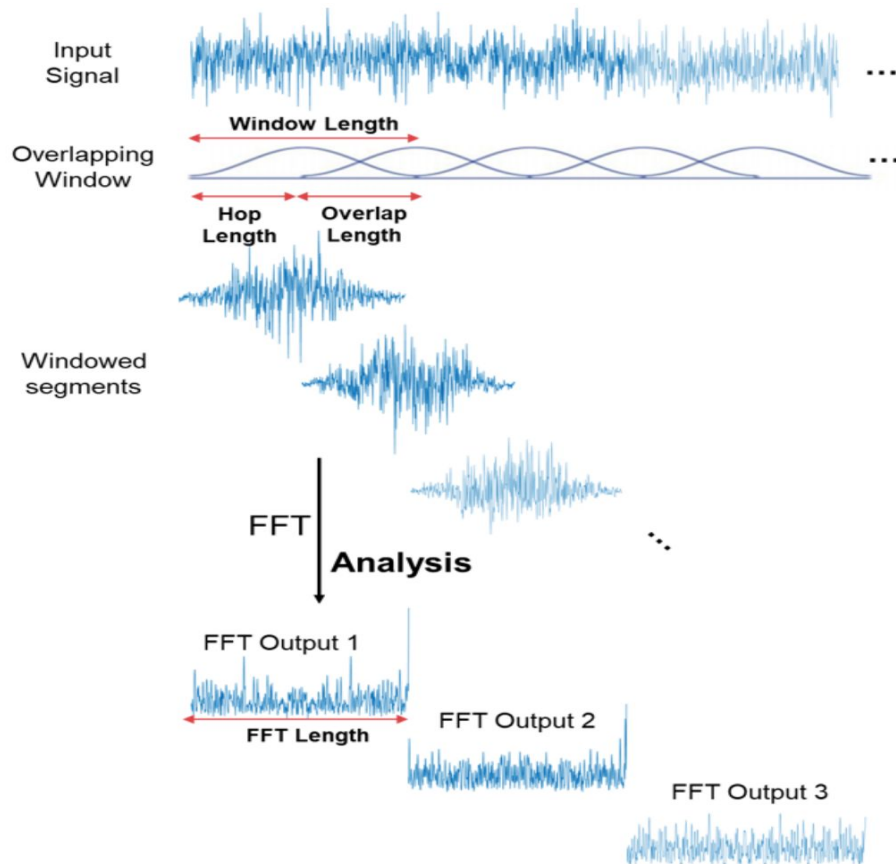 Input
Signal
...
Window Length
Overlapping
Window
...
Hop
Length
Overlap
Length
Windowed
segments
...
FFT
Analysis
FFT Output 1
FFT Length
FFT Output 2
FFT Output 3